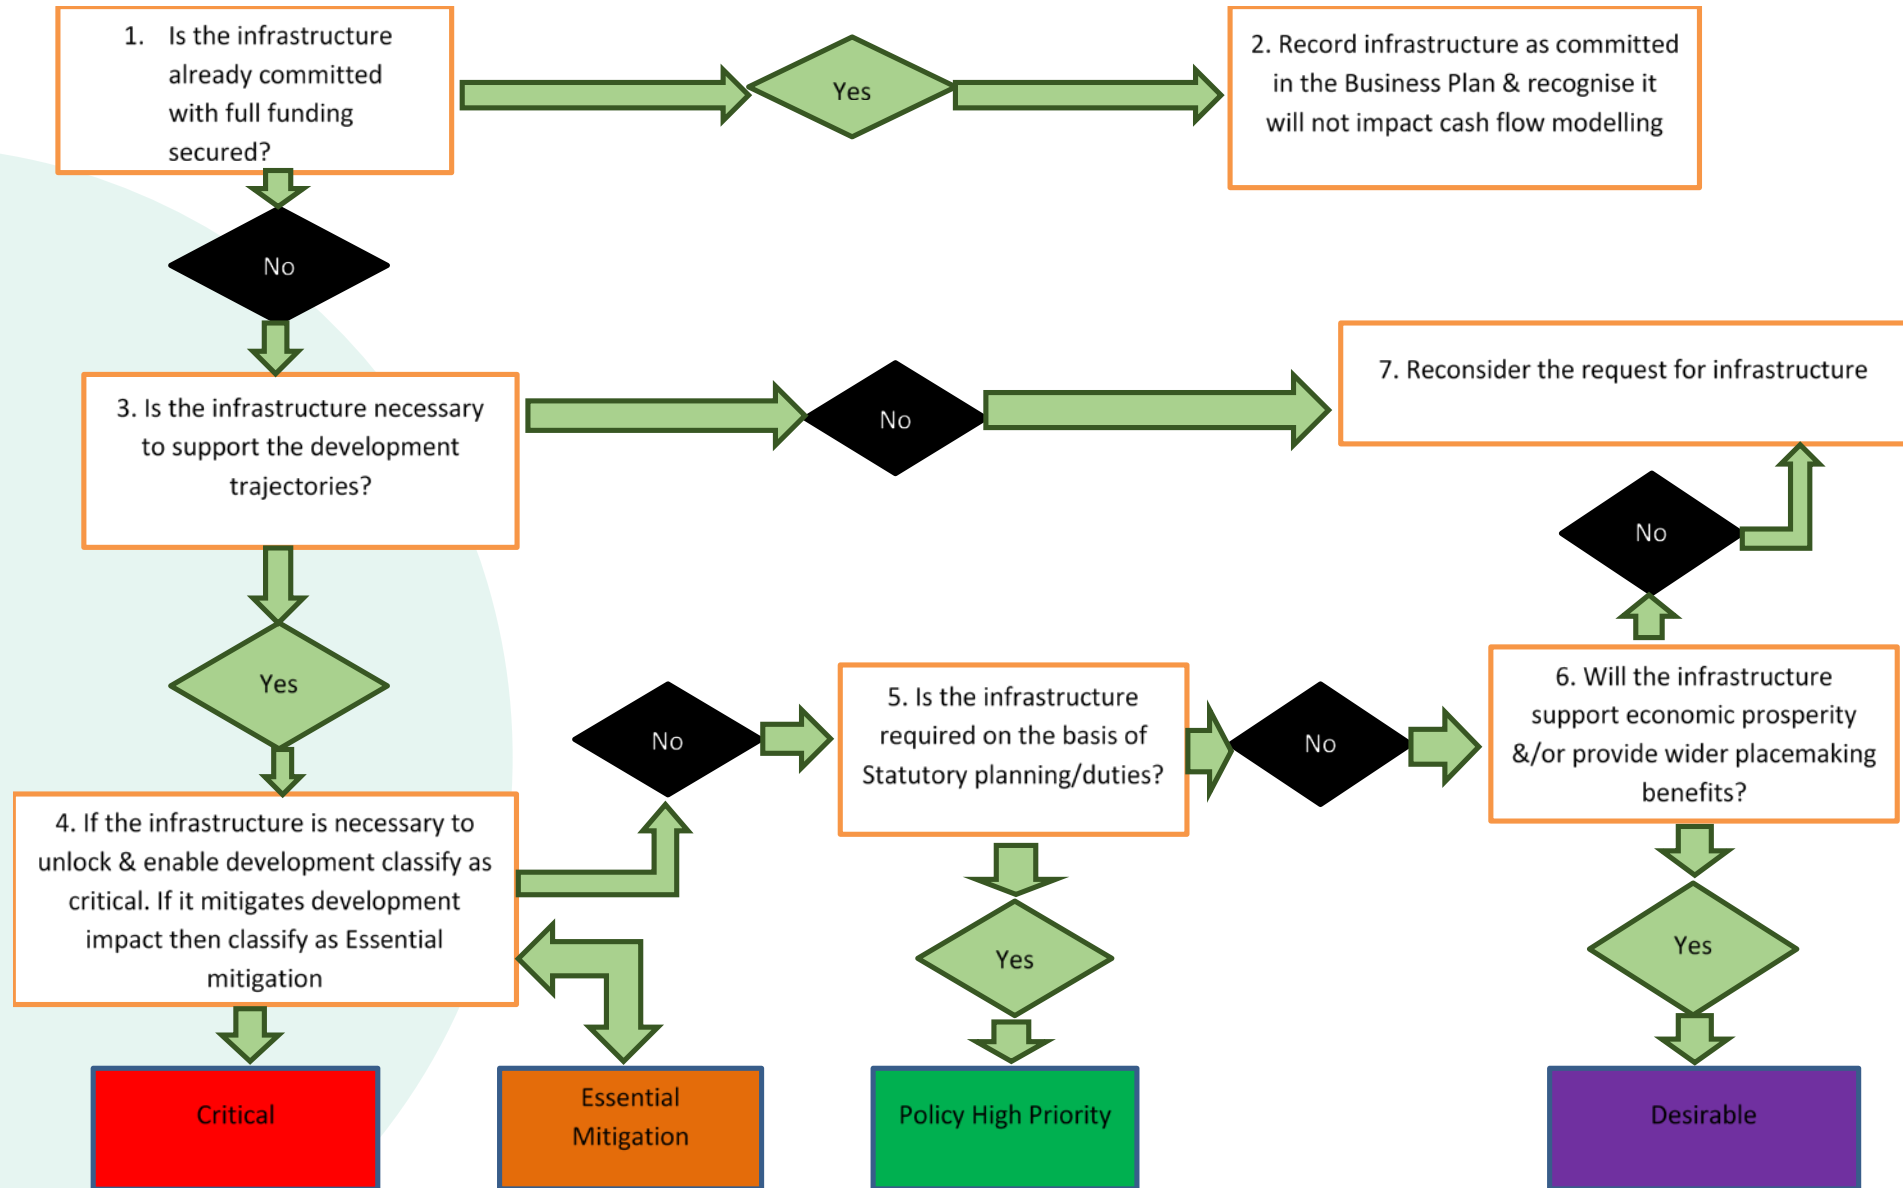 1. Is the infrastructure
already committed
with full funding
secured?
Yes
2. Record infrastructure as committed
in the Business Plan & recognise it
will not impact cash flow modelling
No
3. Is the infrastructure necessary
to support the development
trajectories?
No
7. Reconsider the request for infrastructure
No
Yes
4. If the infrastructure is necessary to
unlock & enable development classify as
critical. If it mitigates development
impact then classify as Essential
mitigation
No
5. Is the infrastructure
required on the basis of
Statutory planning/duties?
No
6. Will the infrastructure
support economic prosperity
&/or provide wider placemaking
benefits?
Yes
Yes
Critical
Essential
Mitigation
Policy High Priority
Desirable